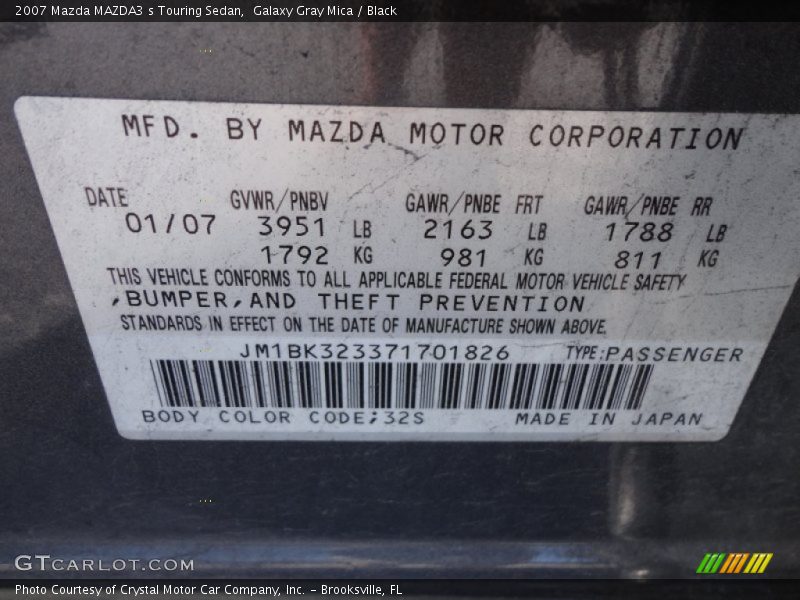 2007 Mazda MAZDA3 s Touring Sedan,  Galaxy Gray Mica / Black
MFD. BY MAZDA MOTOR CORPORATION
DATE GVWR/PNBV GAWR/PNBE FRT GAWR/PNBE RR
01/07 3951 LB 2163 LB 1788 LB
1792 KG 981 KG 811 KG
THIS VEHICLE CONFORMS TO ALL APPLICABLE FEDERAL MOTOR VEHICLE SAFETY
,BUMPER,AND THEFT PREVENTION
STANDARDS IN EFFECT ON THE DATE OF MANUFACTURE SHOWN ABOVE.
JM1BK323371701826 TYPE:PASSENGER
BODY COLOR CODE;32S MADE IN JAPAN
GTCARLOT.COM
Photo Courtesy of Crystal Motor Car Company, Inc. – Brooksville, FL